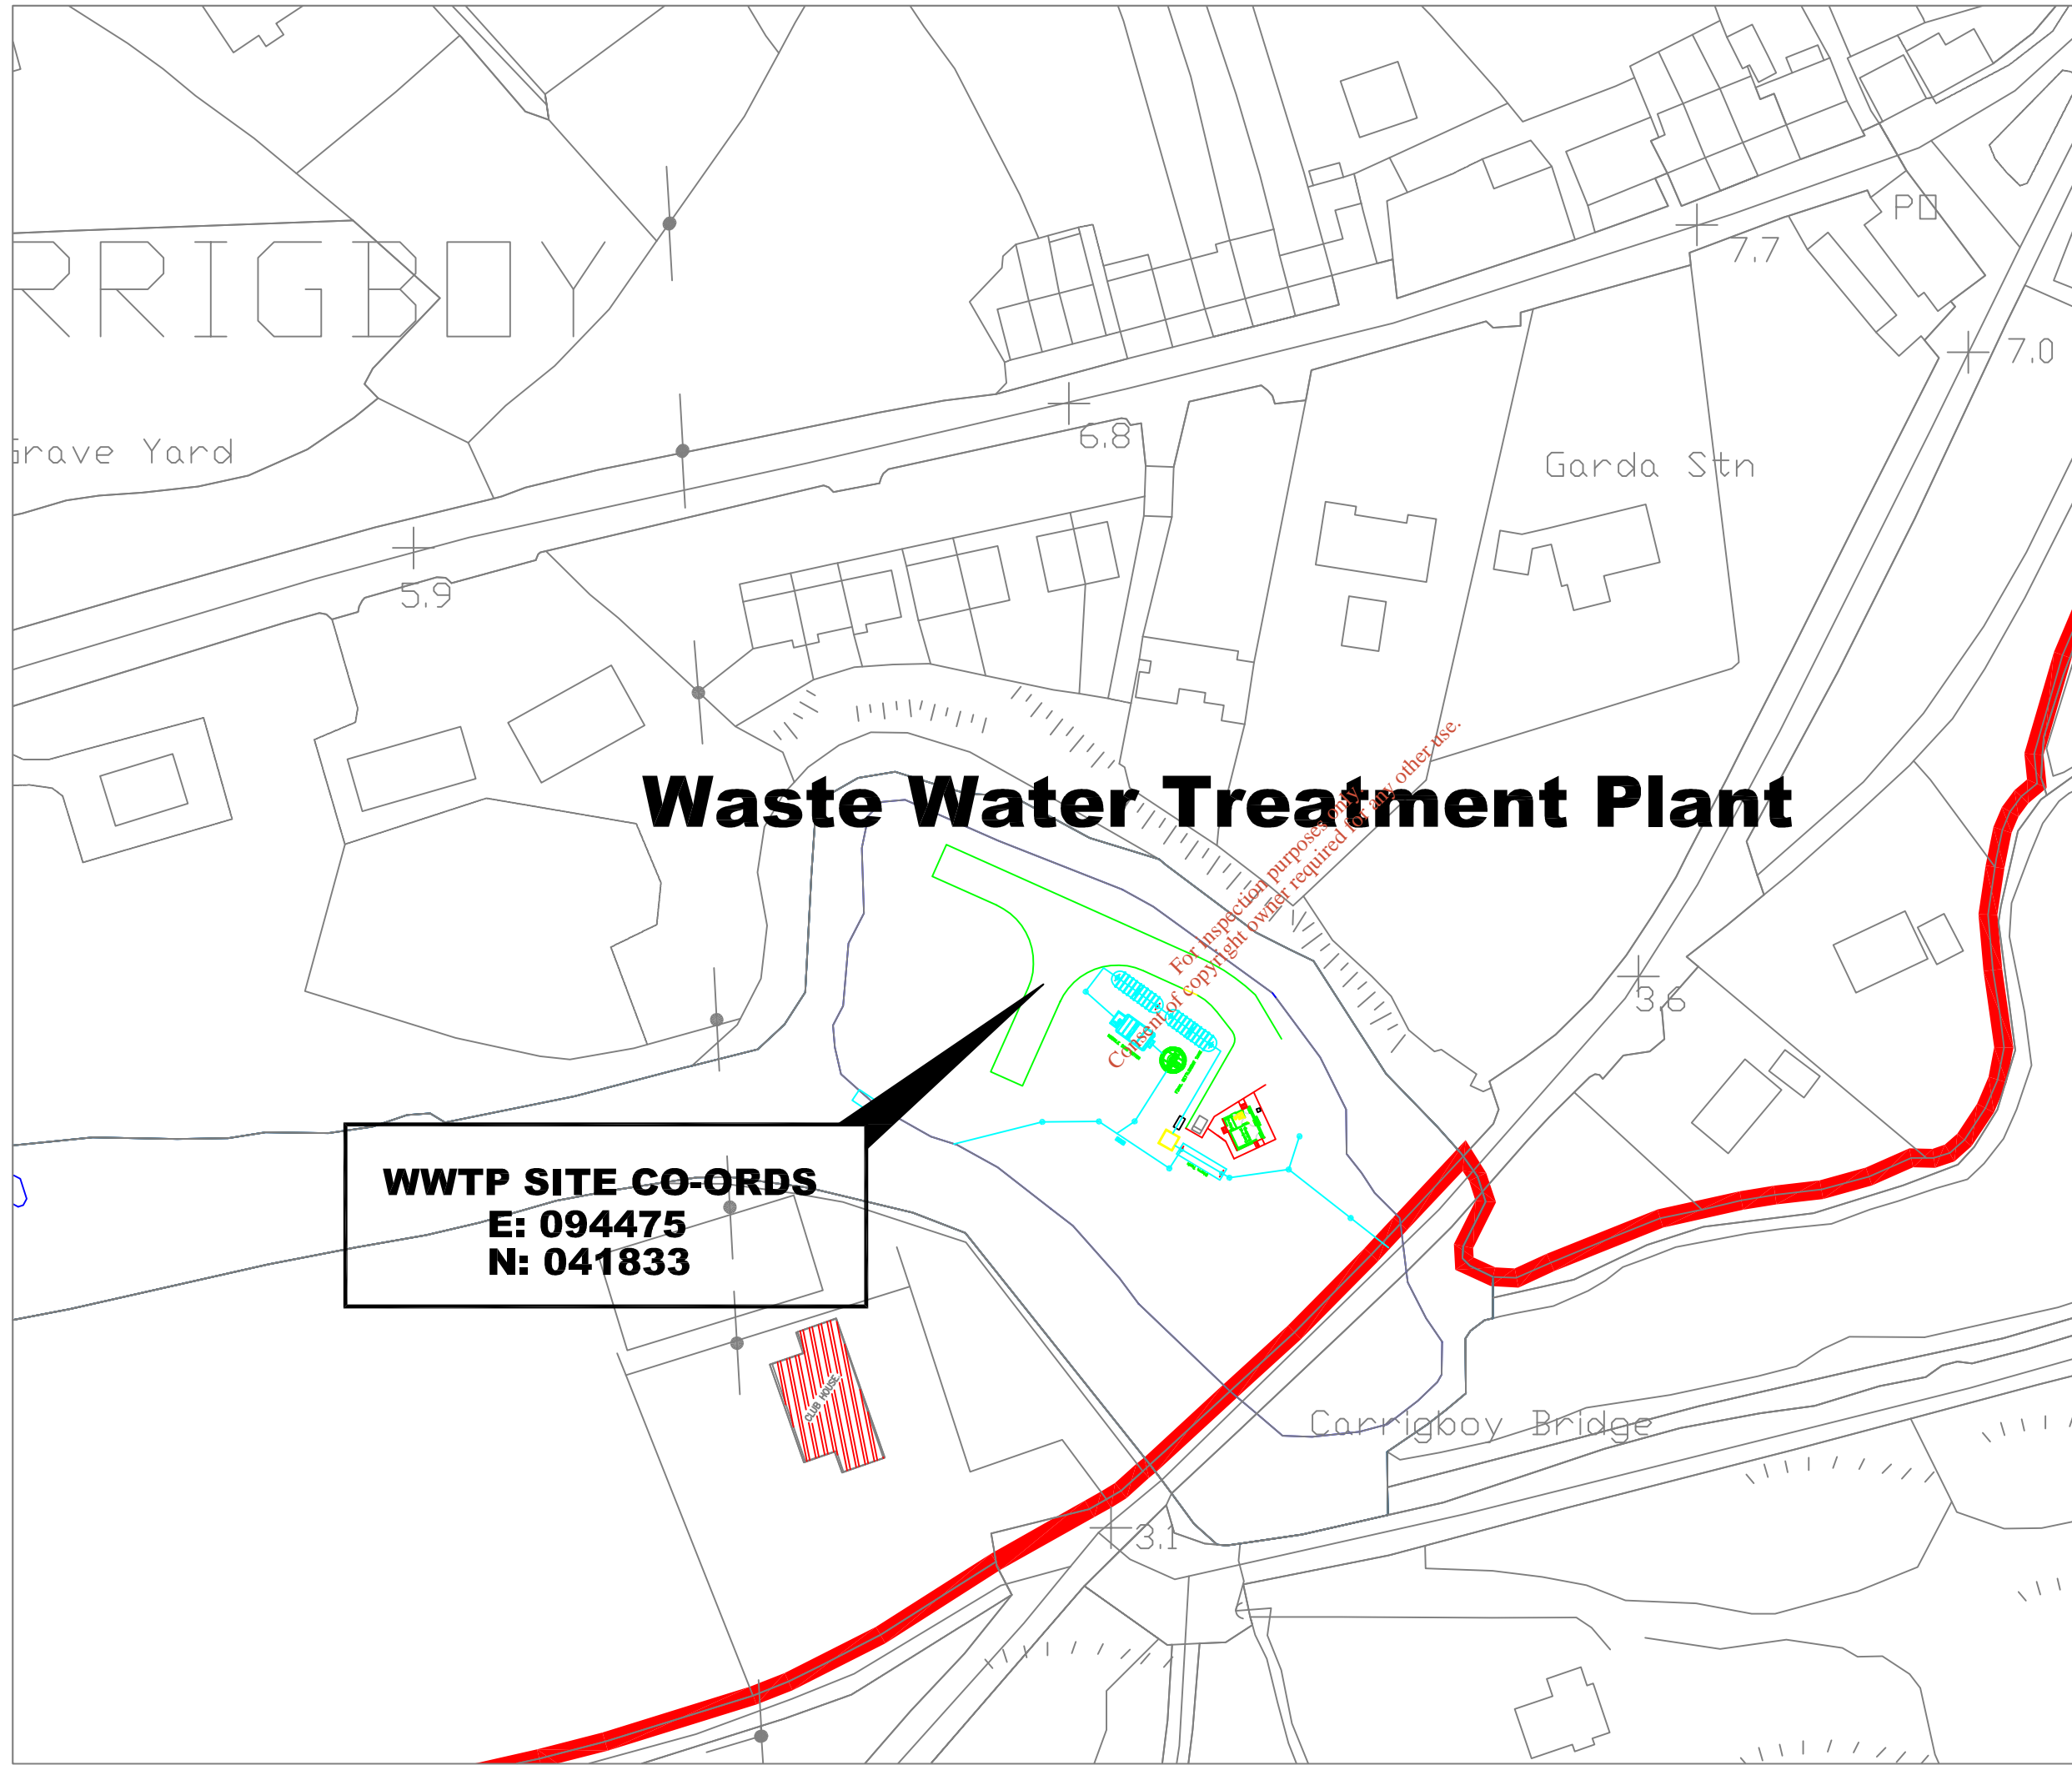 PO
7.7
RRIGBOY
7.0
6.8
Grave Yard
Garda Stn
5.9
Waste Water Treatment Plant
For inspection purposes only.
Consent of copyright owner required for any other use.
3.6
WWTP SITE CO-ORDS
E: 094475
N: 041833
CLUB HOUSE
Carrigboy Bridge
3.1